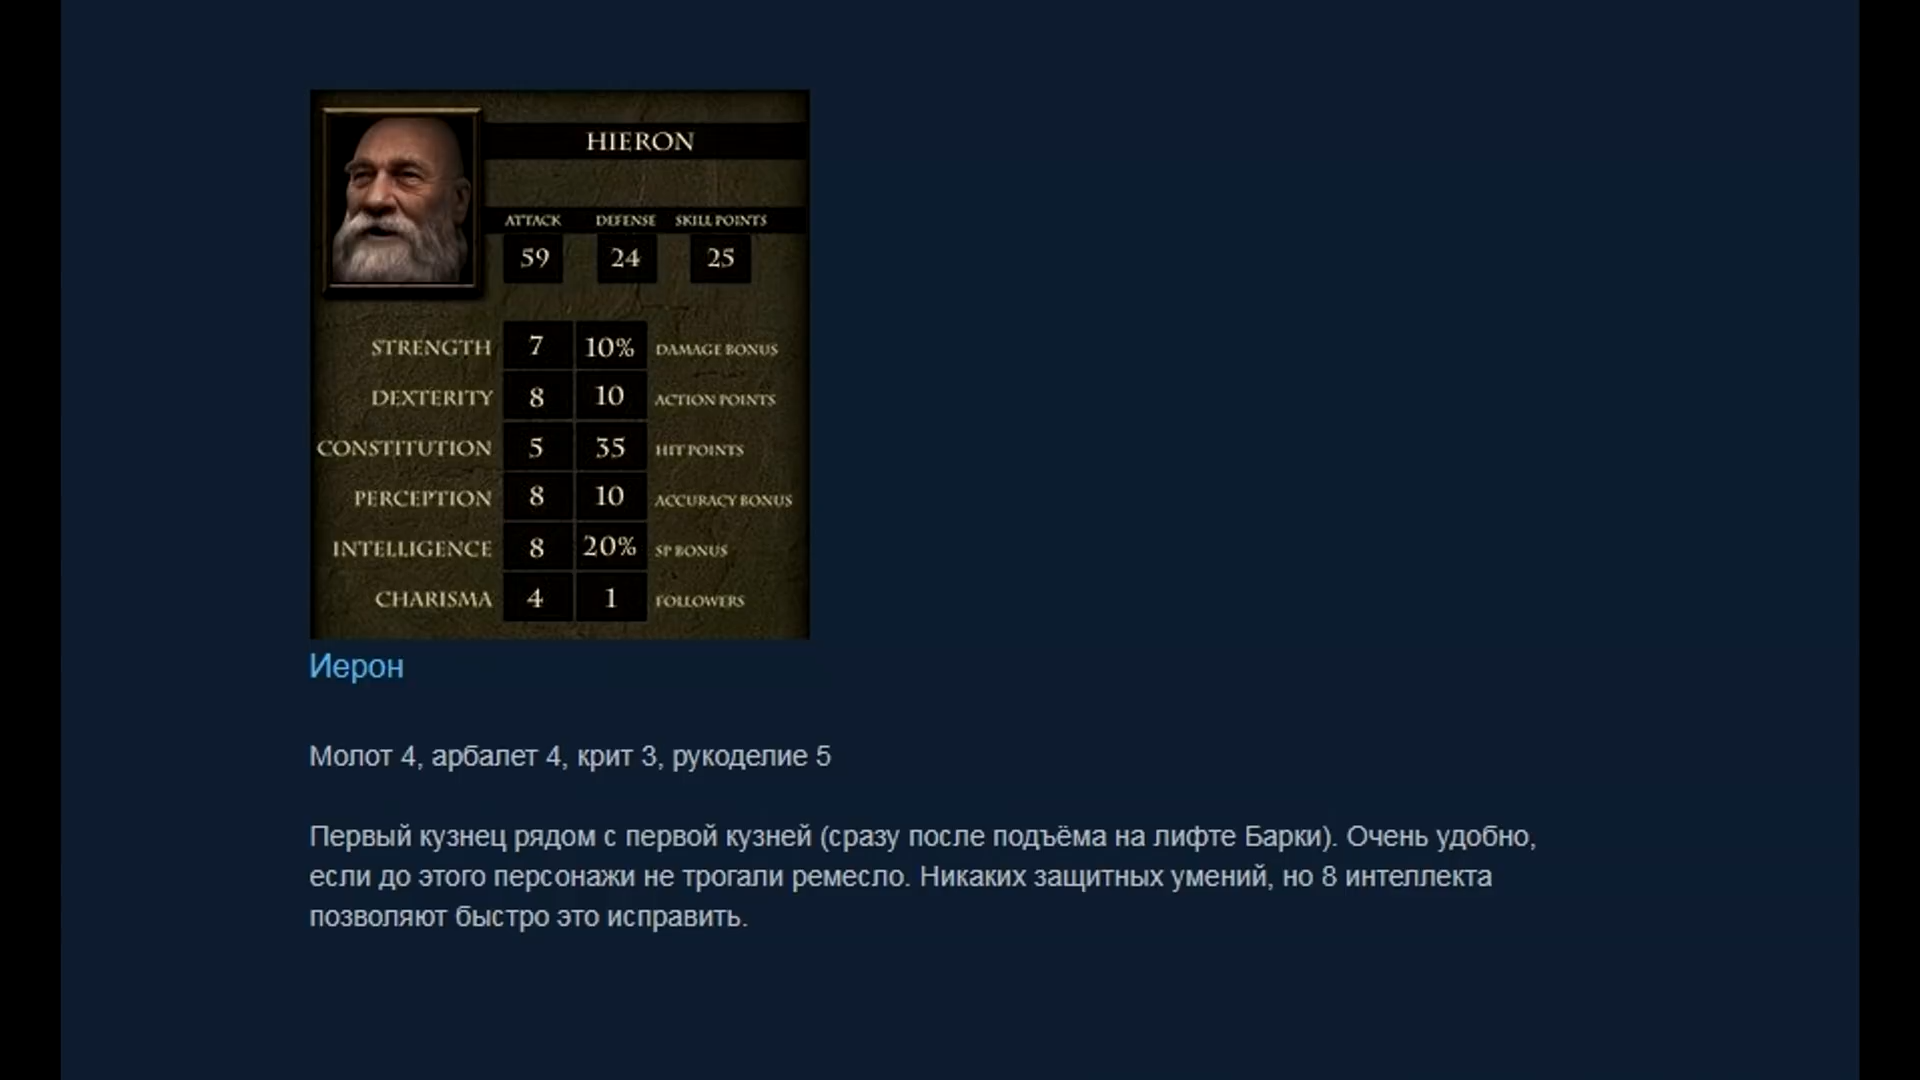 HIERON
ATTACK DEFENSE SKILL POINTS
59 24 25
STRENGTH 7 10% DAMAGE BONUS
DEXTERITY 8 10 ACTION POINTS
CONSTITUTION 5 35 HIT POINTS
PERCEPTION 8 10 ACCURACY BONUS
INTELLIGENCE 8 20% SP BONUS
CHARISMA 4 1 FOLLOWERS
Иерон
Молот 4, арбалет 4, крит 3, рукоделие 5
Первый кузнец рядом с первой кузней (сразу после подъёма на лифте Барки). Очень удобно,
если до этого персонажи не трогали ремесло. Никаких защитных умений, но 8 интеллекта
позволяют быстро это исправить.